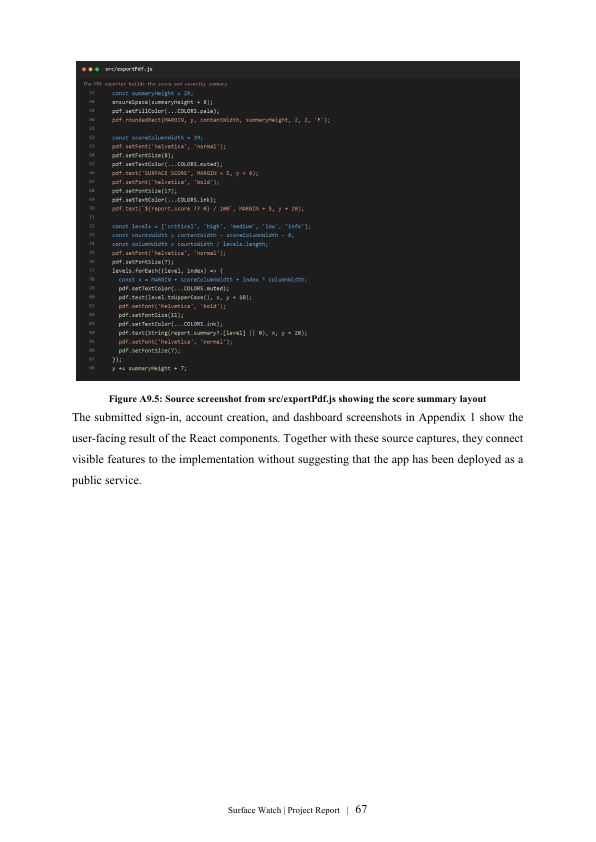 src/exportPdf.js
The PDF exporter builds the score and severity summary
57 const summaryHeight = 29;
58 ensureSpace(summaryHeight + 8);
59 pdf.setFillColor(...COLORS.pale);
60 pdf.roundedRect(MARGIN, y, contentWidth, summaryHeight, 2, 2, 'F');
61
62 const scoreColumnWidth = 39;
63 pdf.setFont('helvetica', 'normal');
64 pdf.setFontSize(8);
65 pdf.setTextColor(...COLORS.muted);
66 pdf.text('SURFACE SCORE', MARGIN + 5, y + 8);
67 pdf.setFont('helvetica', 'bold');
68 pdf.setFontSize(17);
69 pdf.setTextColor(...COLORS.ink);
70 pdf.text(`${report.score ?? 0} / 100`, MARGIN + 5, y + 20);
71
72 const levels = ['critical', 'high', 'medium', 'low', 'info'];
73 const countsWidth = contentWidth - scoreColumnWidth - 8;
74 const columnWidth = countsWidth / levels.length;
75 pdf.setFont('helvetica', 'normal');
76 pdf.setFontSize(7);
77 levels.forEach((level, index) => {
78 const x = MARGIN + scoreColumnWidth + index * columnWidth;
79 pdf.setTextColor(...COLORS.muted);
80 pdf.text(level.toUpperCase(), x, y + 10);
81 pdf.setFont('helvetica', 'bold');
82 pdf.setFontSize(11);
83 pdf.setTextColor(...COLORS.ink);
84 pdf.text(String(report.summary?.[level] || 0), x, y + 20);
85 pdf.setFont('helvetica', 'normal');
86 pdf.setFontSize(7);
87 });
88 y += summaryHeight + 7;
Figure A9.5: Source screenshot from src/exportPdf.js showing the score summary layout
The submitted sign-in, account creation, and dashboard screenshots in Appendix 1 show the
user-facing result of the React components. Together with these source captures, they connect
visible features to the implementation without suggesting that the app has been deployed as a
public service.
Surface Watch | Project Report | 67